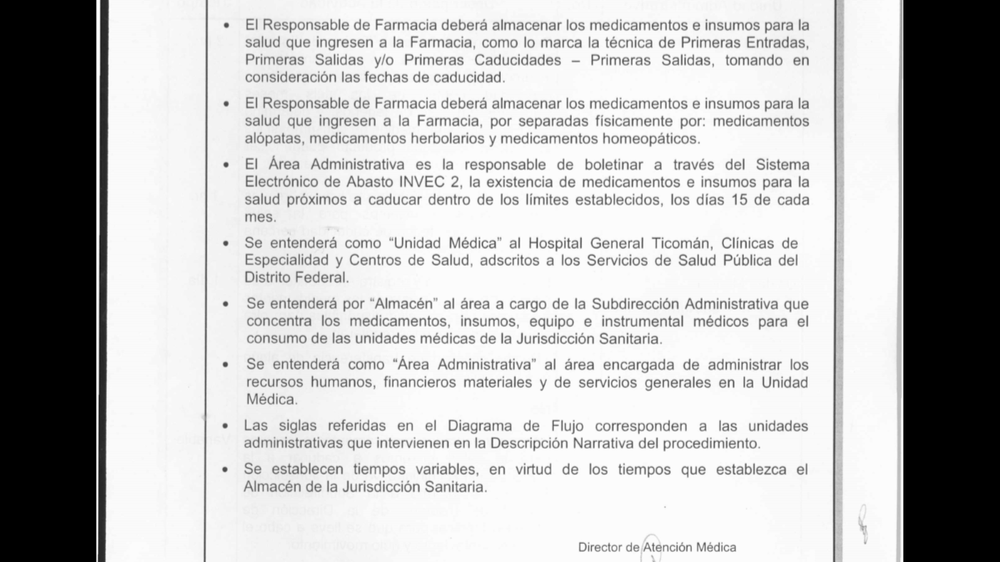 • El Responsable de Farmacia deberá almacenar los medicamentos e insumos para la
salud que ingresen a la Farmacia, como lo marca la técnica de Primeras Entradas,
Primeras Salidas y/o Primeras Caducidades – Primeras Salidas, tomando en
consideración las fechas de caducidad.
• El Responsable de Farmacia deberá almacenar los medicamentos e insumos para la
salud que ingresen a la Farmacia, por separadas físicamente por: medicamentos
alópatas, medicamentos herbolarios y medicamentos homeopáticos.
• El Área Administrativa es la responsable de boletinar a través del Sistema
Electrónico de Abasto INVEC 2, la existencia de medicamentos e insumos para la
salud próximos a caducar dentro de los límites establecidos, los días 15 de cada
mes.
• Se entenderá como “Unidad Médica” al Hospital General Ticomán, Clínicas de
Especialidad y Centros de Salud, adscritos a los Servicios de Salud Pública del
Distrito Federal.
• Se entenderá por “Almacén” al área a cargo de la Subdirección Administrativa que
concentra los medicamentos, insumos, equipo e instrumental médicos para el
consumo de las unidades médicas de la Jurisdicción Sanitaria.
• Se entenderá como “Área Administrativa” al área encargada de administrar los
recursos humanos, financieros materiales y de servicios generales en la Unidad
Médica.
• Las siglas referidas en el Diagrama de Flujo corresponden a las unidades
administrativas que intervienen en la Descripción Narrativa del procedimiento.
• Se establecen tiempos variables, en virtud de los tiempos que establezca el
Almacén de la Jurisdicción Sanitaria.
Director de Atención Médica